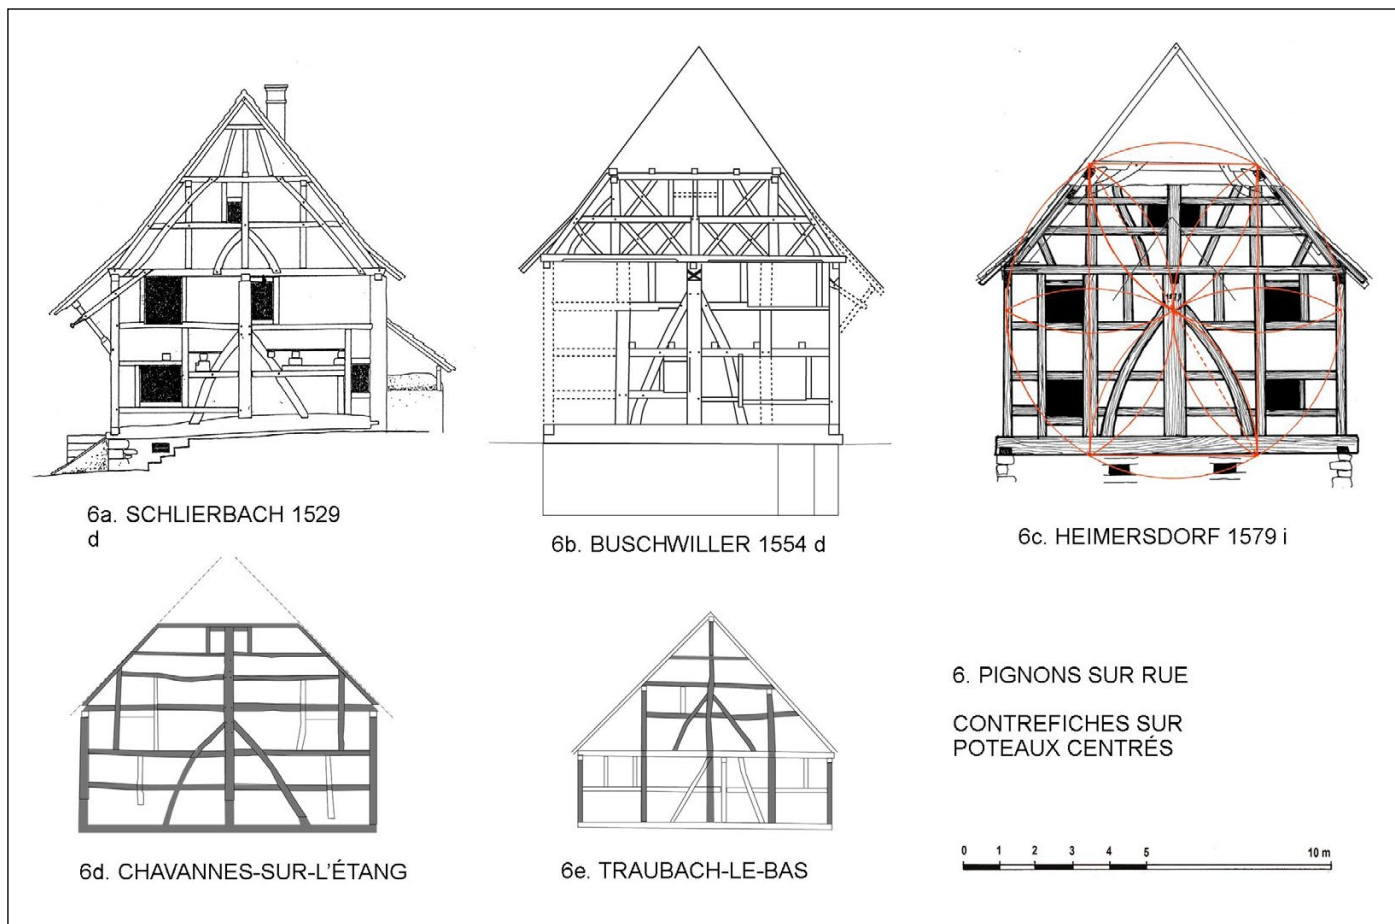 6a. SCHLIERBACH 1529
d
6b. BUSCHWILLER 1554 d
1579
6c. HEIMERSDORF 1579 i
6d. CHAVANNES-SUR-L'ÉTANG
6e. TRAUBACH-LE-BAS
6. PIGNONS SUR RUE
CONTREFICHES SUR
POTEAUX CENTRÉS
0 1 2 3 4 5 10 m